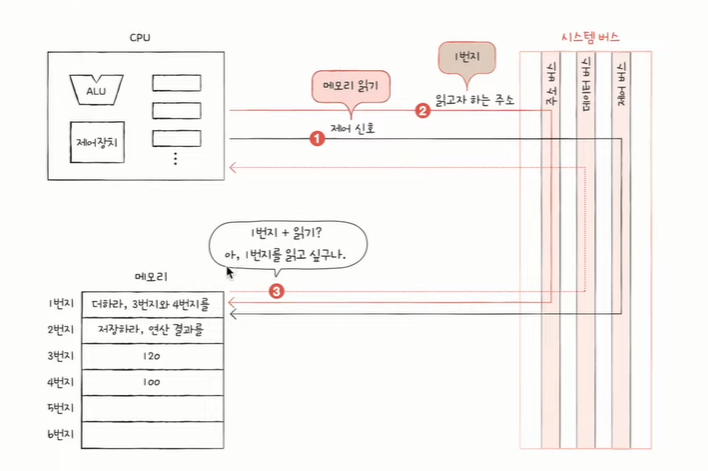 CPU
시스템 버스
1번지
ALU
메모리 읽기
주소 버스
데이터 버스
제어 버스
2
읽고자 하는 주소
제어장치
1
제어 신호
1번지 + 읽기?
아, 1번지를 읽고 싶구나.
메모리
3
1번지 더하라, 3번지와 4번지를
2번지 저장하라, 연산 결과를
3번지 120
4번지 100
5번지
6번지